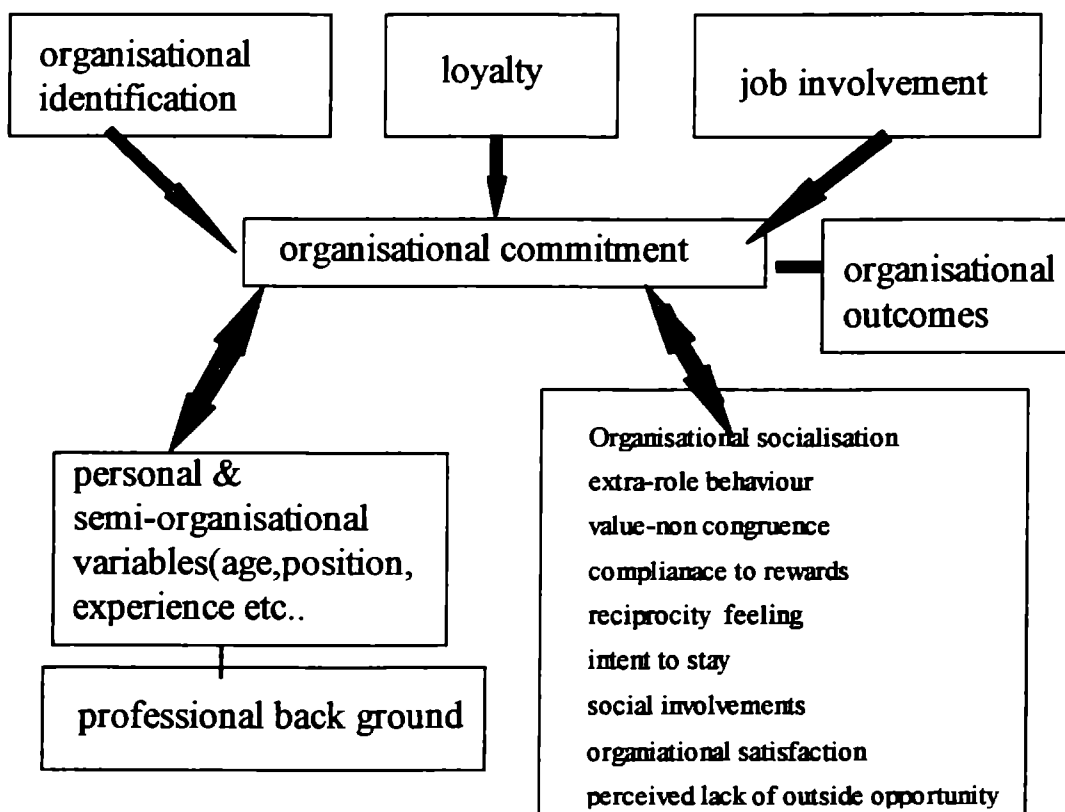 organisational
identification
loyalty
job involvement
organisational commitment
organisational
outcomes
personal &
semi-organisational
variables(age,position,
experience etc..
professional back ground
Organisational socialisation
extra-role behaviour
value-non congruence
complianace to rewards
reciprocity feeling
intent to stay
social involvements
organiational satisfaction
perceived lack of outside opportunity